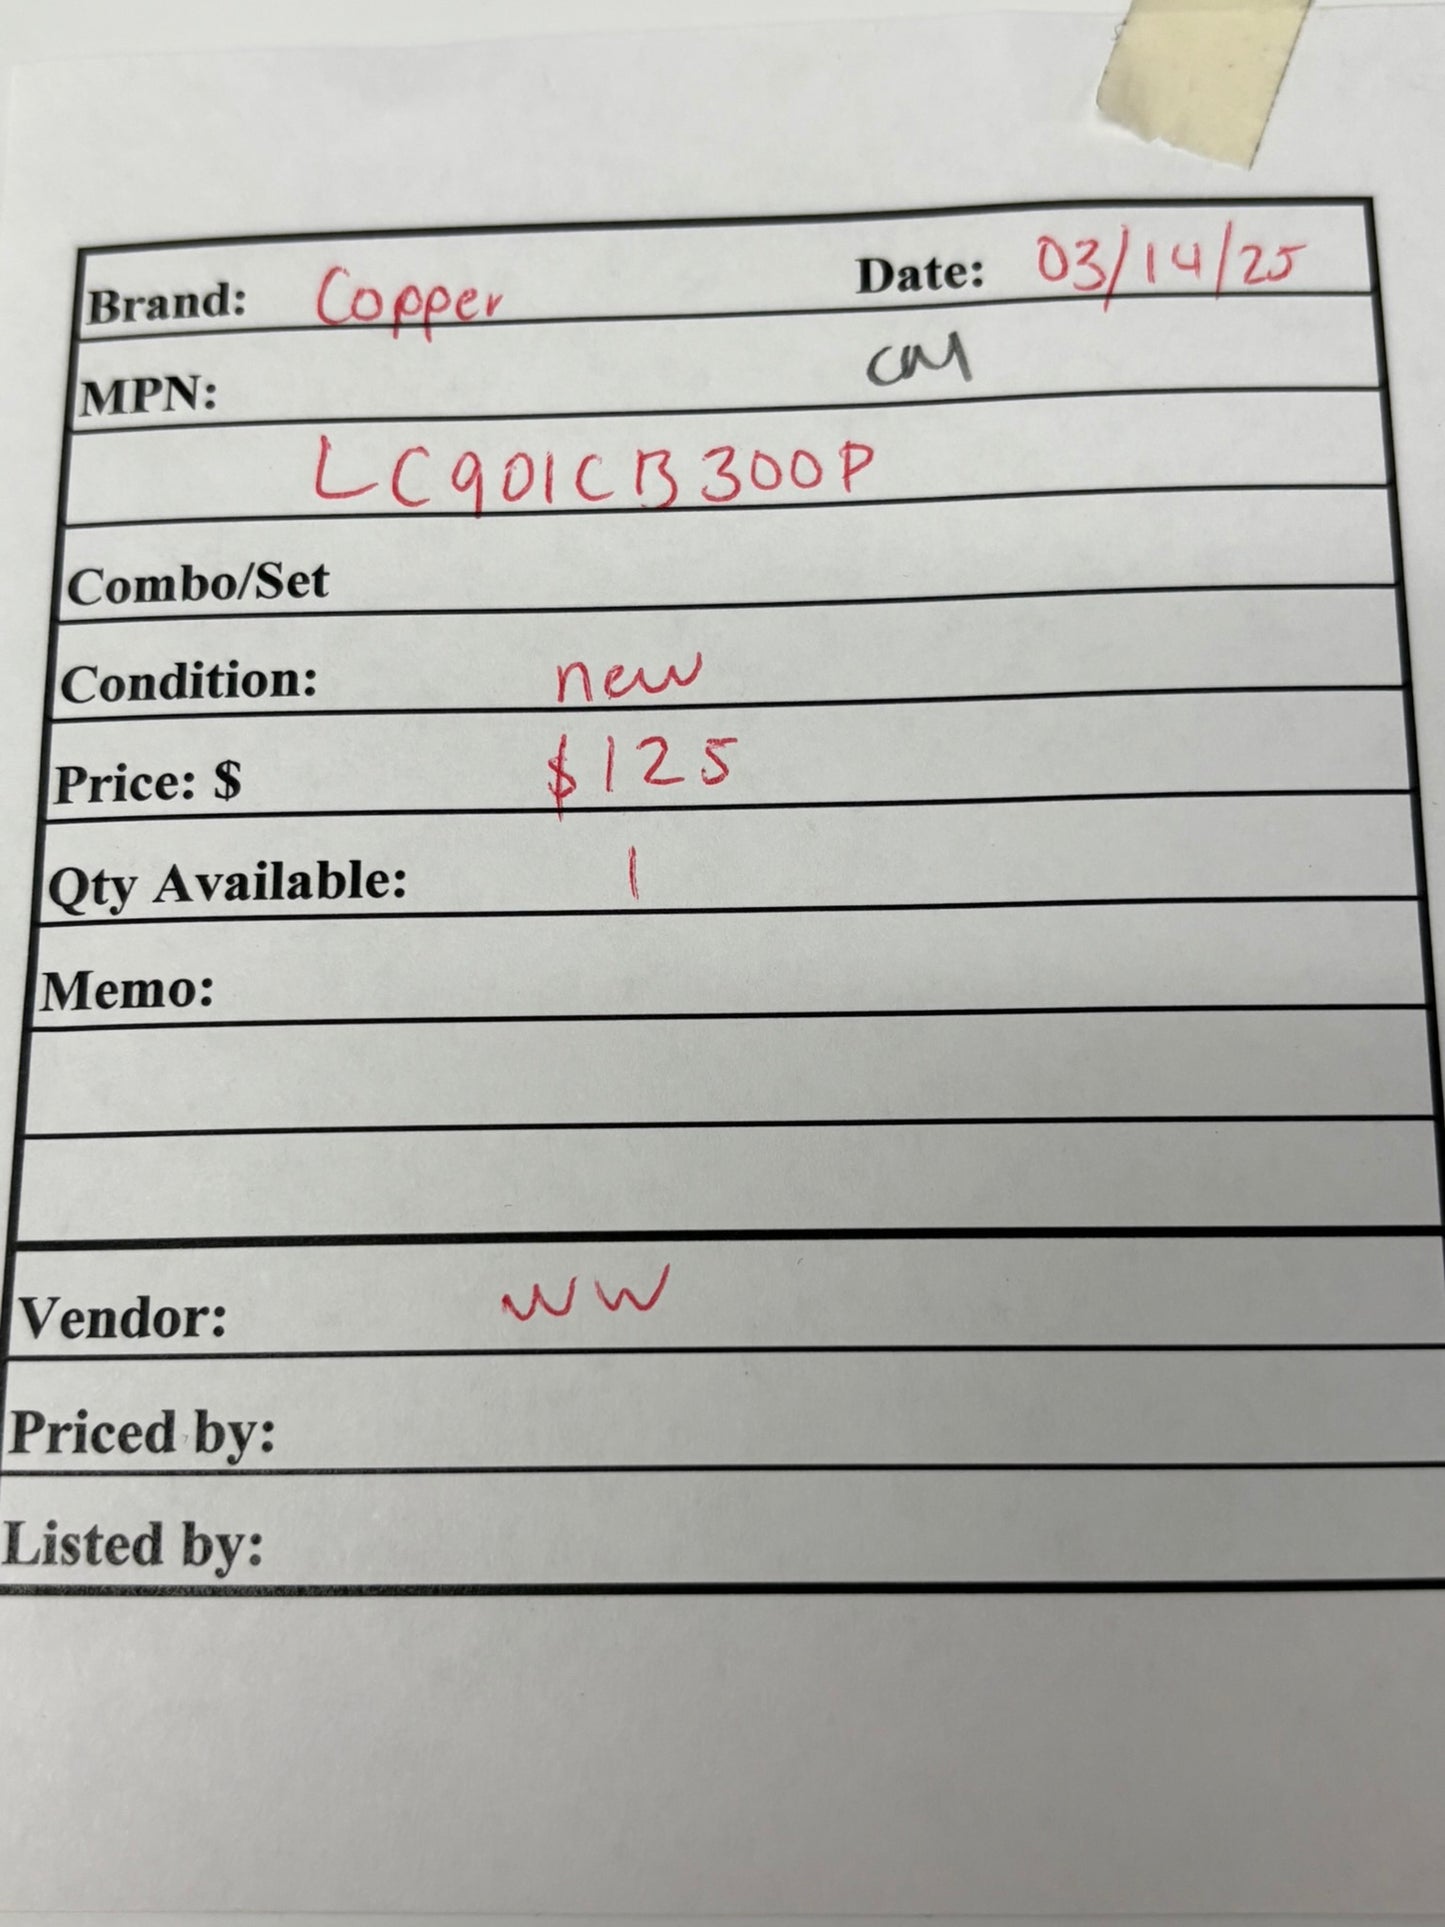 Brand: Copper Date: 03/14/25
MPN:
LC901CB300P
Combo/Set
Condition: new
Price: $ $125
Qty Available: 1
Memo:
Vendor: WW
Priced by:
Listed by: